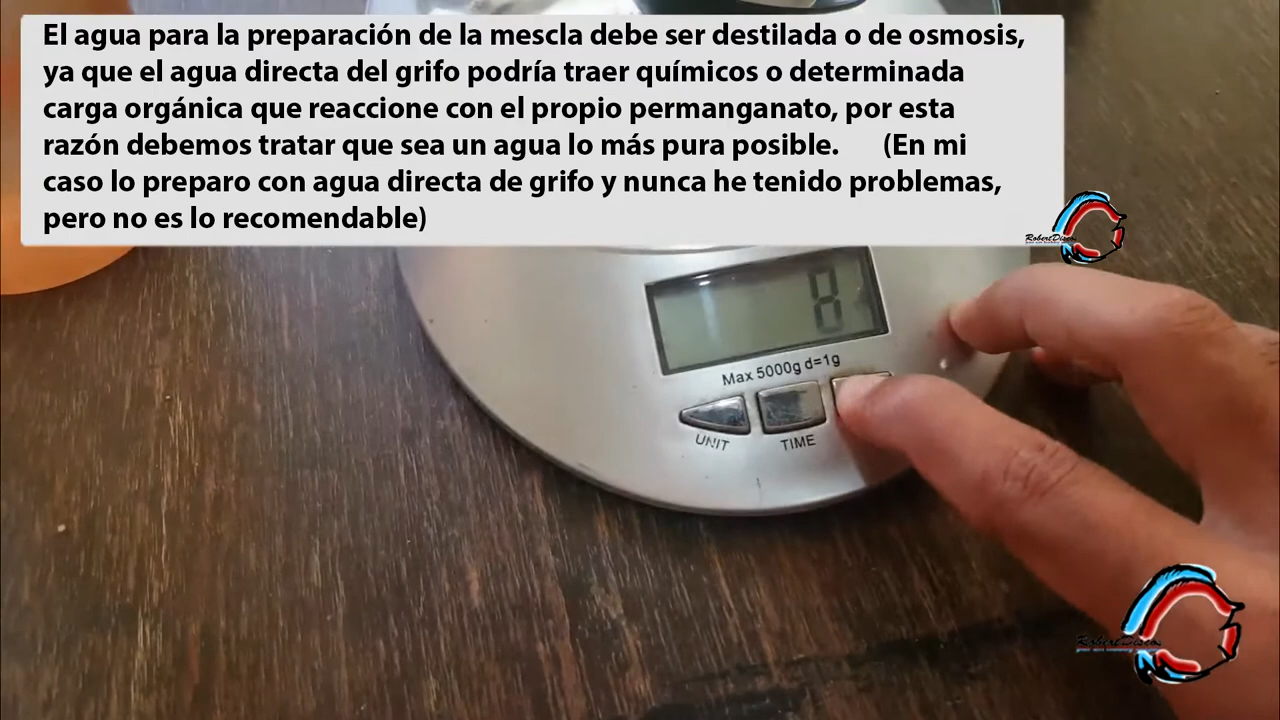 El agua para la preparación de la mescla debe ser destilada o de osmosis,
ya que el agua directa del grifo podría traer químicos o determinada
carga orgánica que reaccione con el propio permanganato, por esta
razón debemos tratar que sea un agua lo más pura posible. (En mi
caso lo preparo con agua directa de grifo y nunca he tenido problemas,
pero no es lo recomendable)
RobertDiscos
8
Max 5000g d=1g
UNIT TIME
RobertDiscos